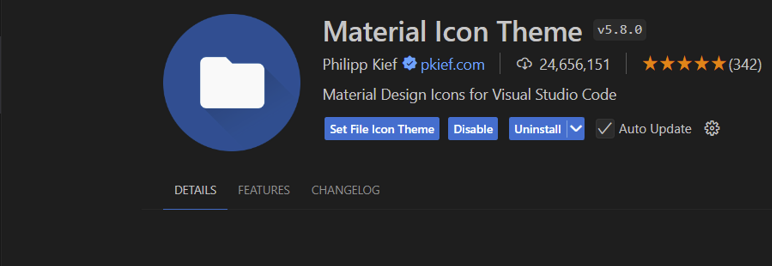 Material Icon Theme v5.8.0
Philipp Kief pkief.com 24,656,151 (342)
Material Design Icons for Visual Studio Code
Set File Icon Theme Disable Uninstall Auto Update
DETAILS FEATURES CHANGELOG